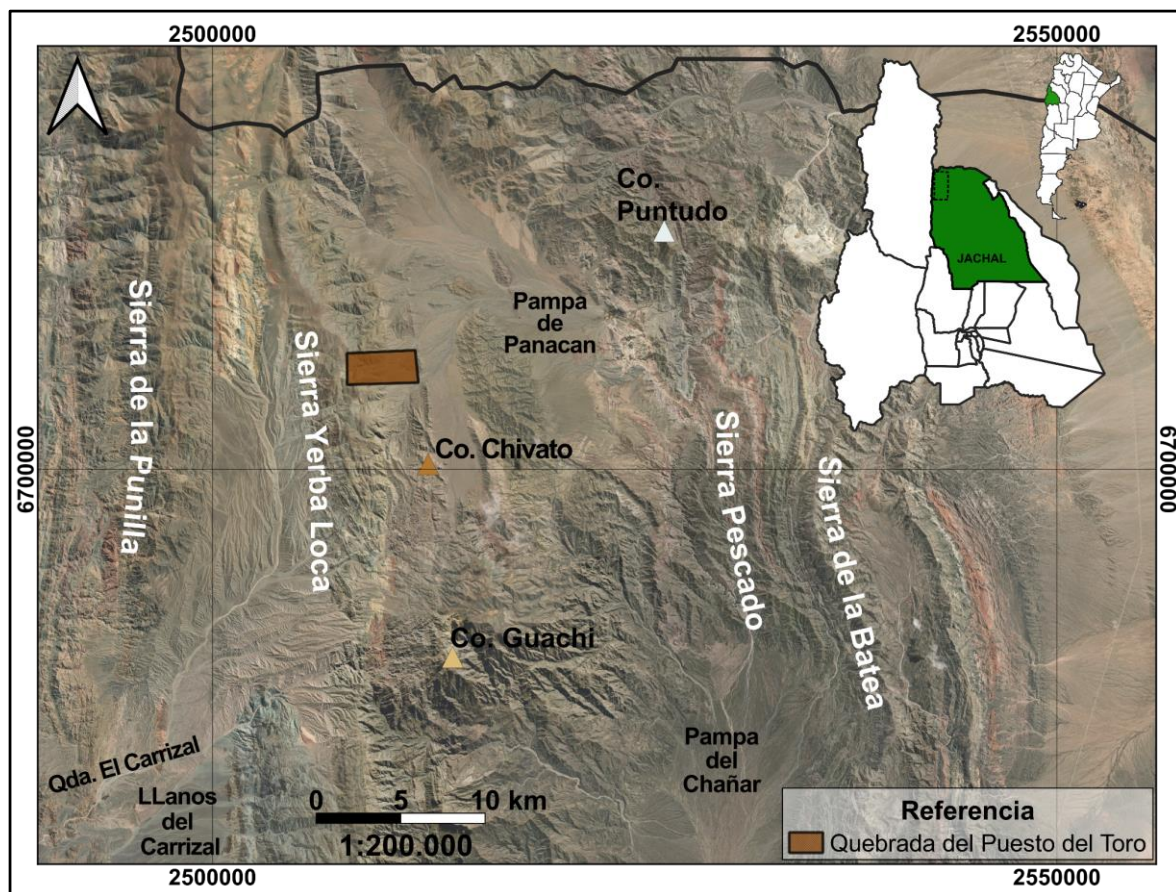 2500000
2550000
Co.
Puntudo
JACHAL
Pampa
de
Panacan
Sierra de la Punilla
Sierra Yerba Loca
6700000
6700000
Co. Chivato
Sierra Pescado
Sierra de la Batea
Co. Guachi
Qda. El Carrizal
LLanos
del
Carrizal
Pampa
del
Chañar
0 5 10 km
1:200.000
Referencia
Quebrada del Puesto del Toro
2500000
2550000